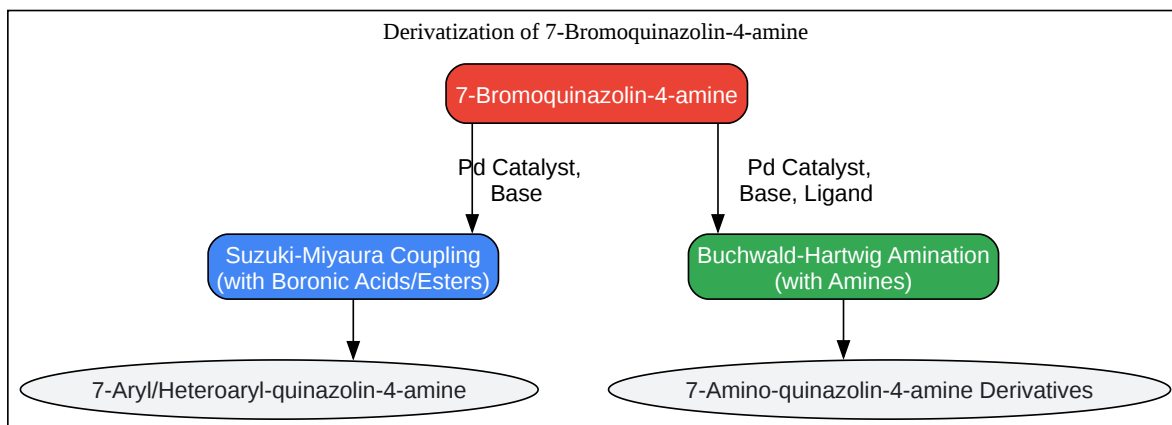 Derivatization of 7-Bromoquinazolin-4-amine
7-Bromoquinazolin-4-amine
Pd Catalyst,
Base
Pd Catalyst,
Base, Ligand
Suzuki-Miyaura Coupling
(with Boronic Acids/Esters)
Buchwald-Hartwig Amination
(with Amines)
7-Aryl/Heteroaryl-quinazolin-4-amine
7-Amino-quinazolin-4-amine Derivatives